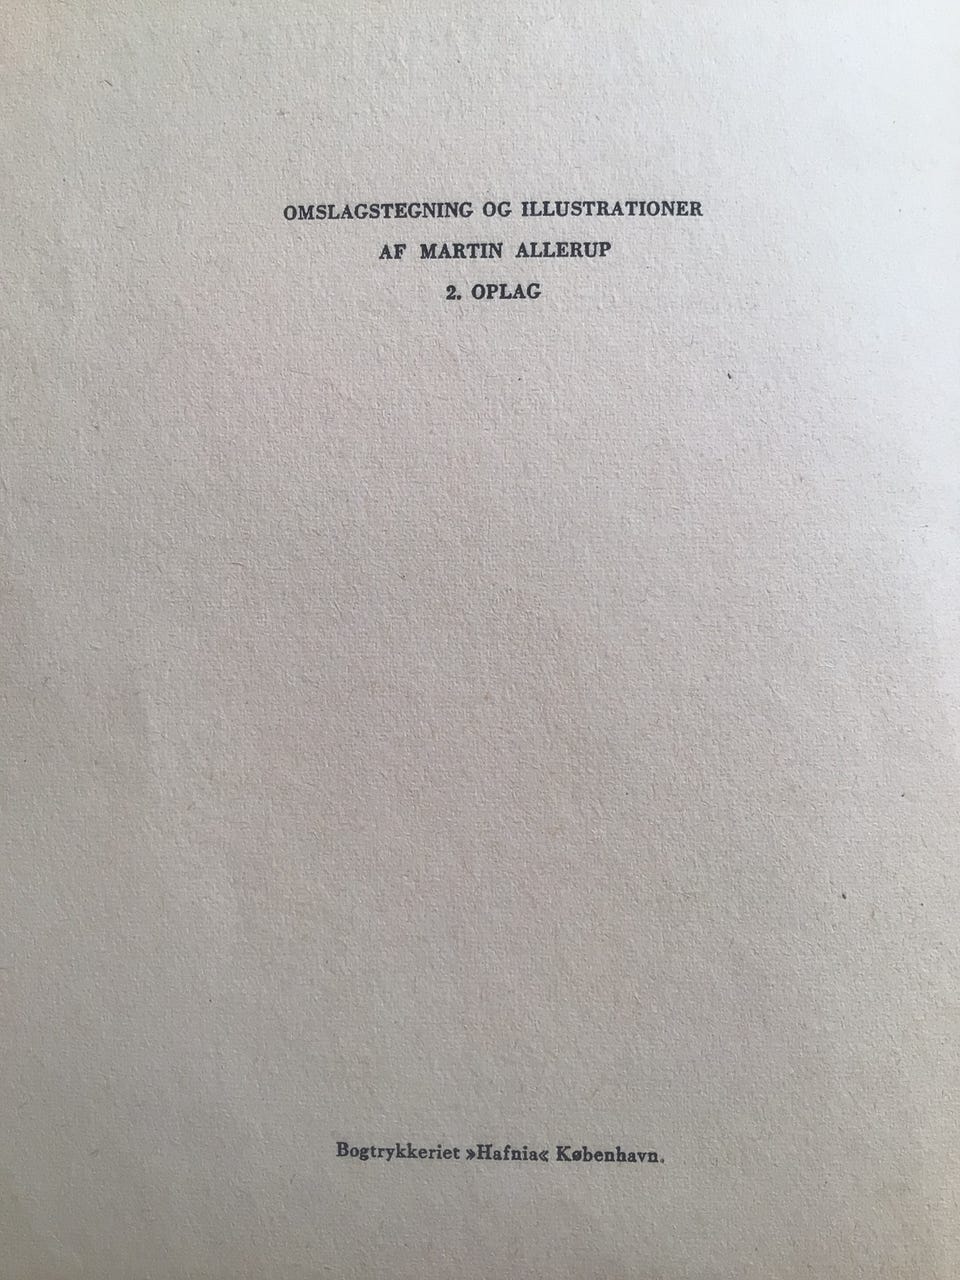 OMSLAGSTEGNING OG ILLUSTRATIONER
AF MARTIN ALLERUP
2. OPLAG
Bogtrykkeriet »Hafnia« København.